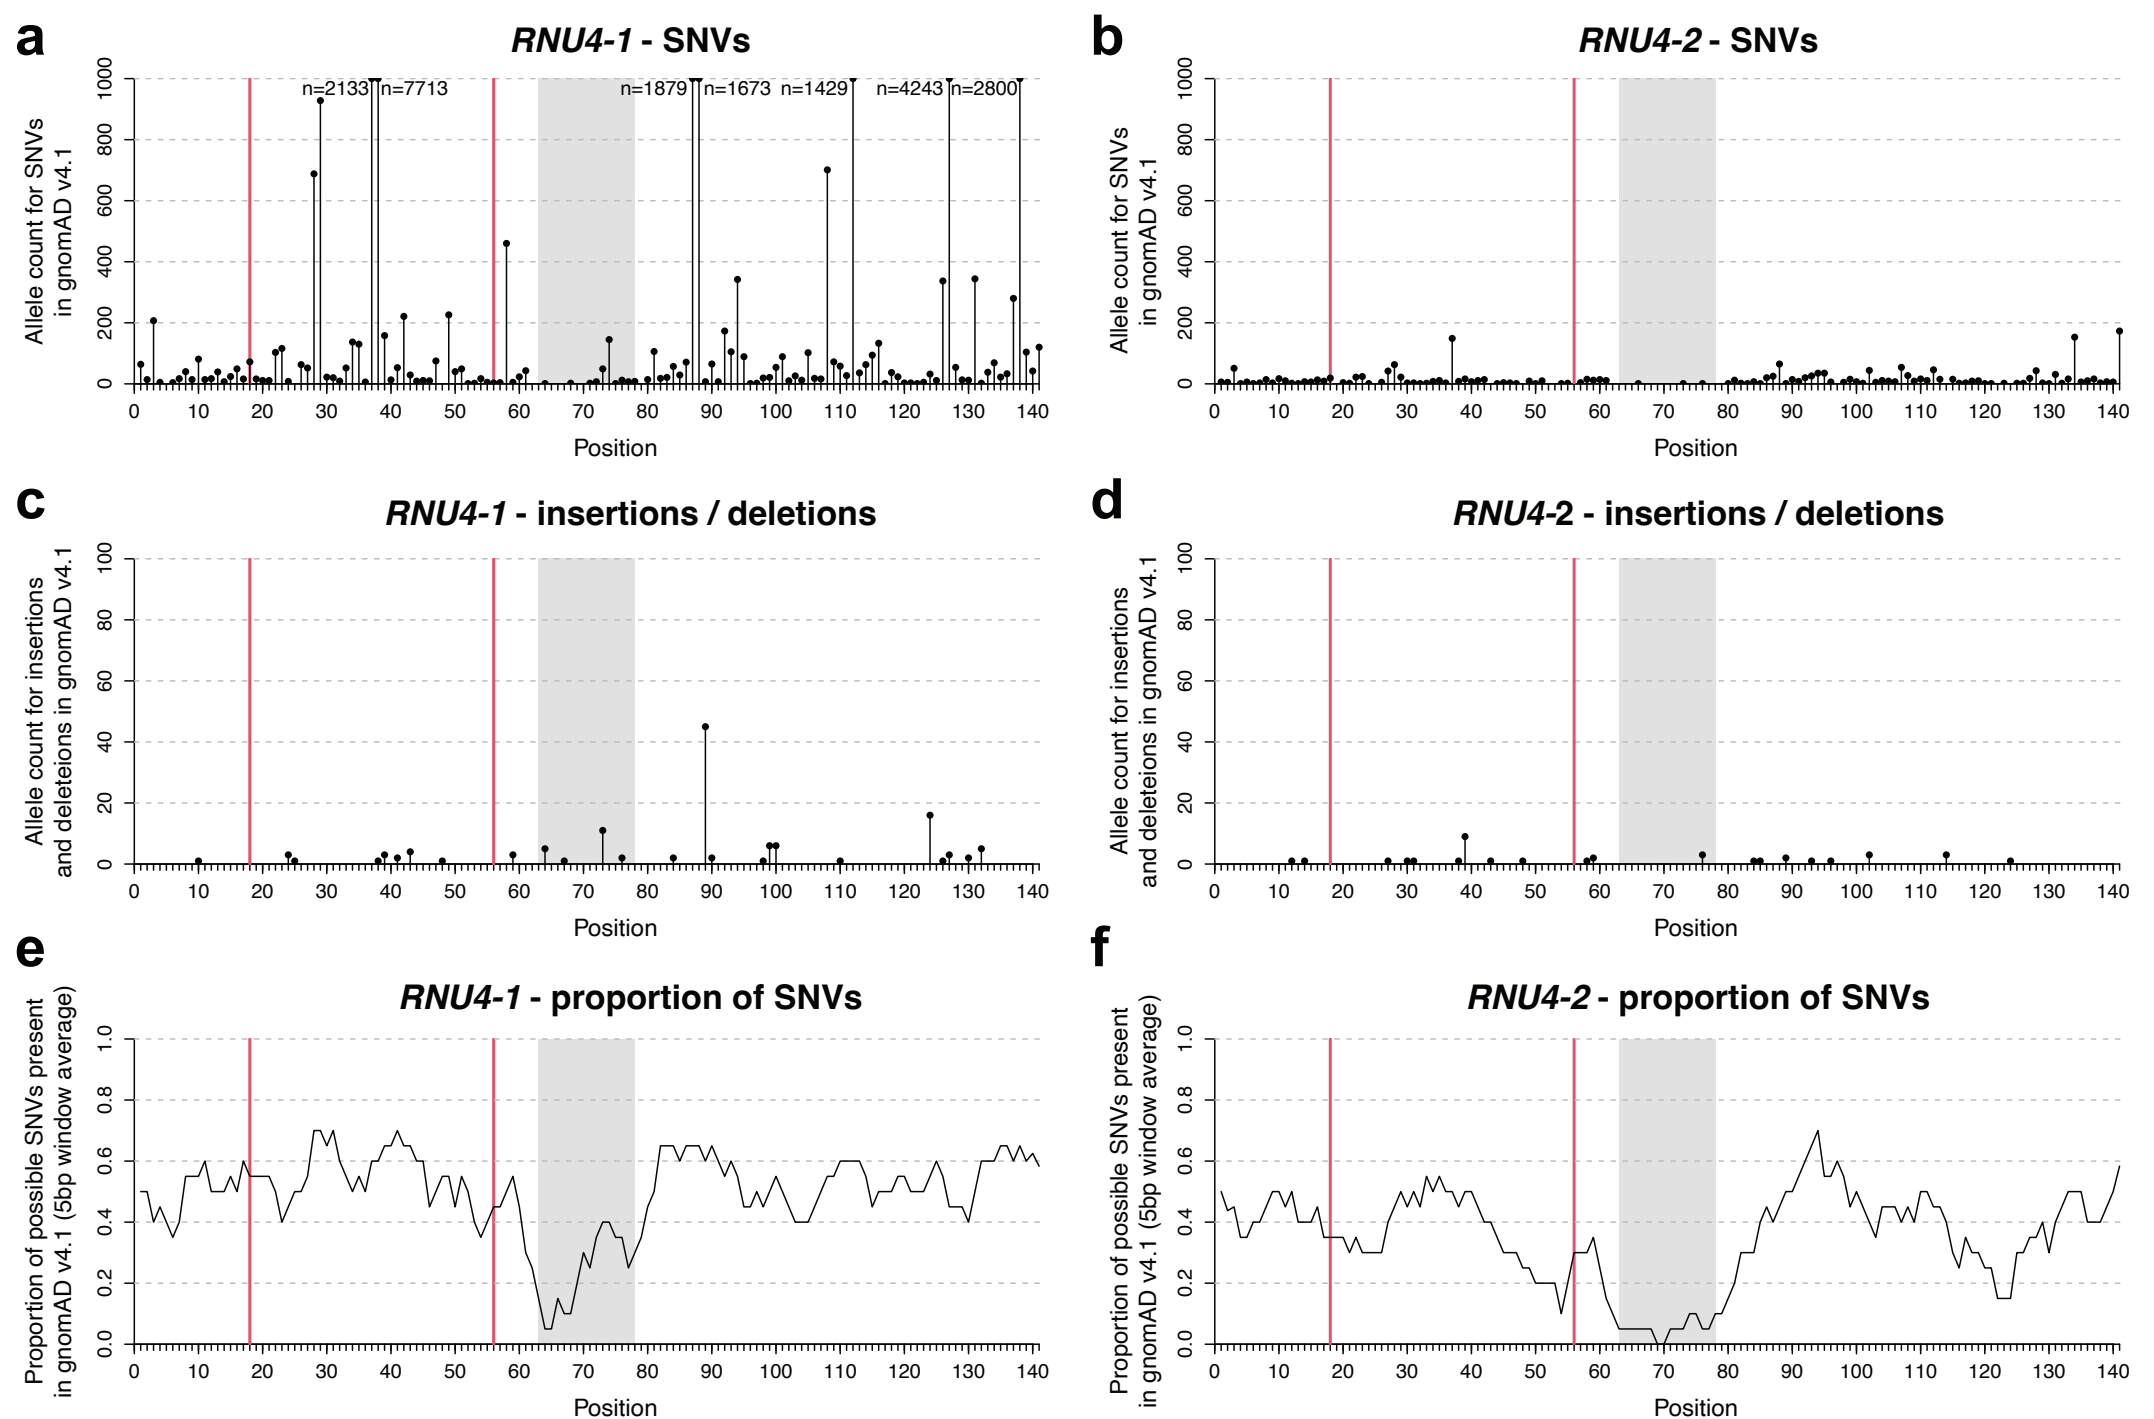 a
RNU4-1 - SNVs
Allele count for SNVs
in gnomAD v4.1
0 200 400 600 800 1000
n=2133 n=7713 n=1879 n=1673 n=1429 n=4243 n=2800
0 10 20 30 40 50 60 70 80 90 100 110 120 130 140
Position
b
RNU4-2 - SNVs
Allele count for SNVs
in gnomAD v4.1
0 200 400 600 800 1000
0 10 20 30 40 50 60 70 80 90 100 110 120 130 140
Position
c
RNU4-1 - insertions / deletions
Allele count for insertions
and deleteions in gnomAD v4.1
0 20 40 60 80 100
0 10 20 30 40 50 60 70 80 90 100 110 120 130 140
Position
d
RNU4-2 - insertions / deletions
Allele count for insertions
and deleteions in gnomAD v4.1
0 20 40 60 80 100
0 10 20 30 40 50 60 70 80 90 100 110 120 130 140
Position
e
RNU4-1 - proportion of SNVs
Proportion of possible SNVs present
in gnomAD v4.1 (5bp window average)
0.0 0.2 0.4 0.6 0.8 1.0
0 10 20 30 40 50 60 70 80 90 100 110 120 130 140
Position
f
RNU4-2 - proportion of SNVs
Proportion of possible SNVs present
in gnomAD v4.1 (5bp window average)
0.0 0.2 0.4 0.6 0.8 1.0
0 10 20 30 40 50 60 70 80 90 100 110 120 130 140
Position